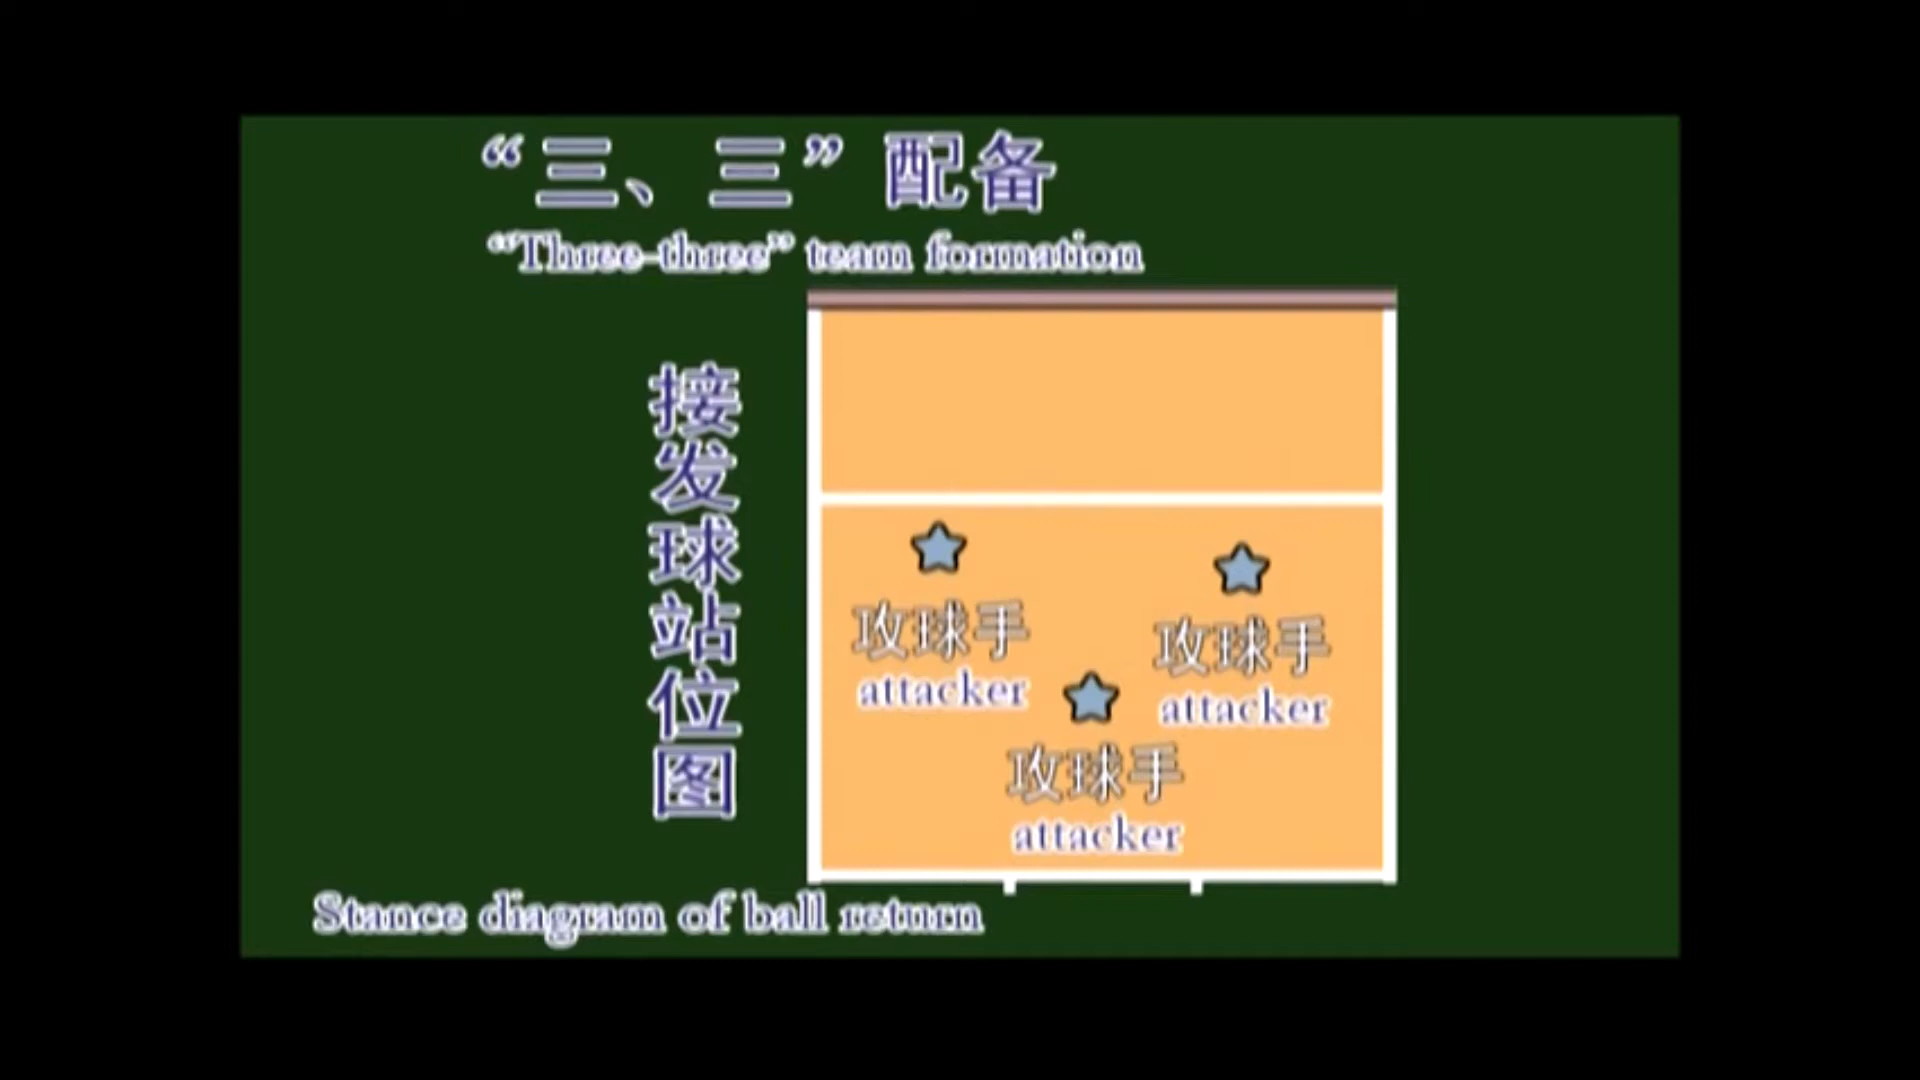 “三、三”配备
“Three-three” team formation
接发球站位图
攻球手
attacker
攻球手
attacker
攻球手
attacker
Stance diagram of ball return